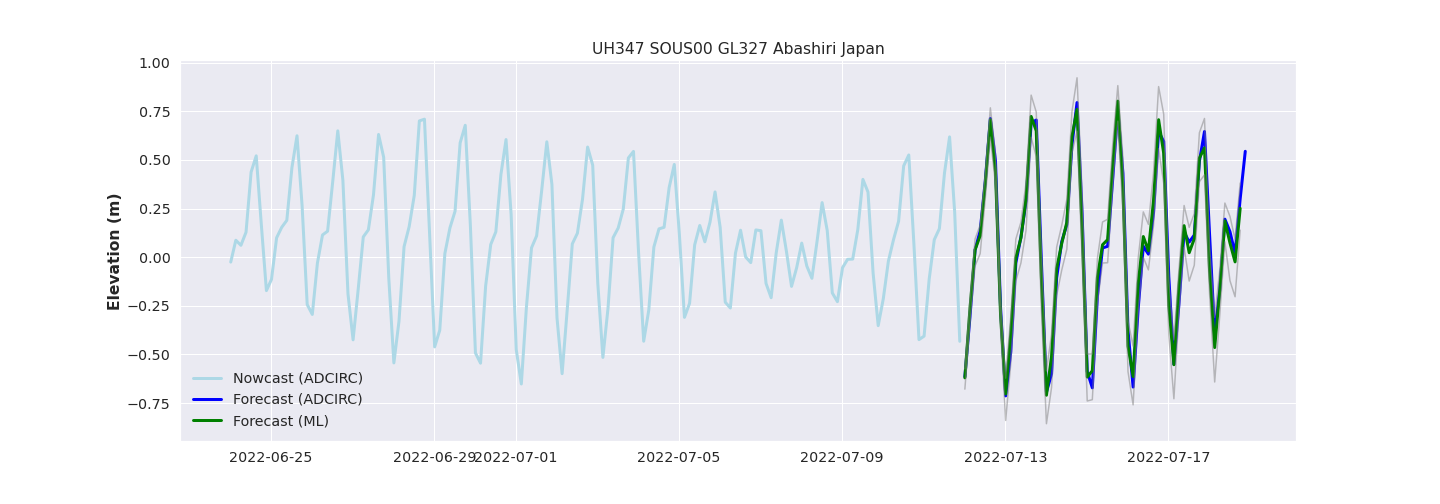 UH347 SOUS00 GL327 Abashiri Japan
1.00
0.75
0.50
0.25
0.00
−0.25
−0.50
−0.75
Elevation (m)
Nowcast (ADCIRC)
Forecast (ADCIRC)
Forecast (ML)
2022-06-25 2022-06-29 2022-07-01 2022-07-05 2022-07-09 2022-07-13 2022-07-17